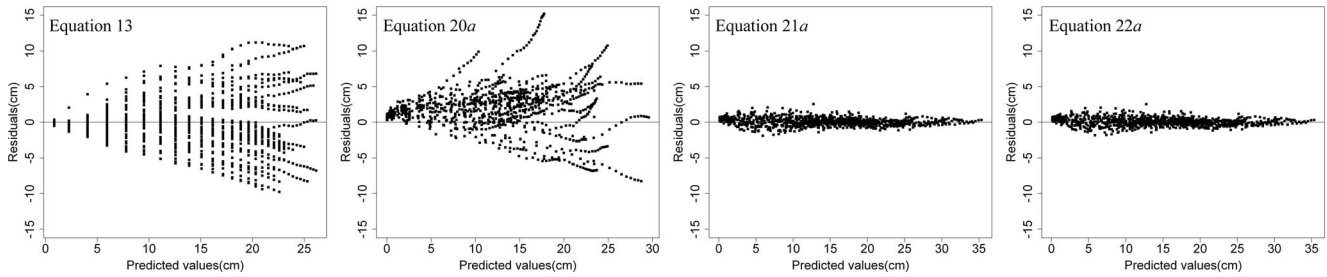 Equation 13
Residuals(cm)
10
5
0
-5
-10
-15
0 5 10 15 20 25
Predicted values(cm)
Equation 20a
Residuals(cm)
15
10
5
0
-5
-10
-15
0 5 10 15 20 25 30
Predicted values(cm)
Equation 21a
Residuals(cm)
15
10
5
0
-5
-10
-15
0 5 10 15 20 25 30 35
Predicted values(cm)
Equation 22a
Residuals(cm)
15
10
5
0
-5
-10
-15
0 5 10 15 20 25 30 35
Predicted values(cm)